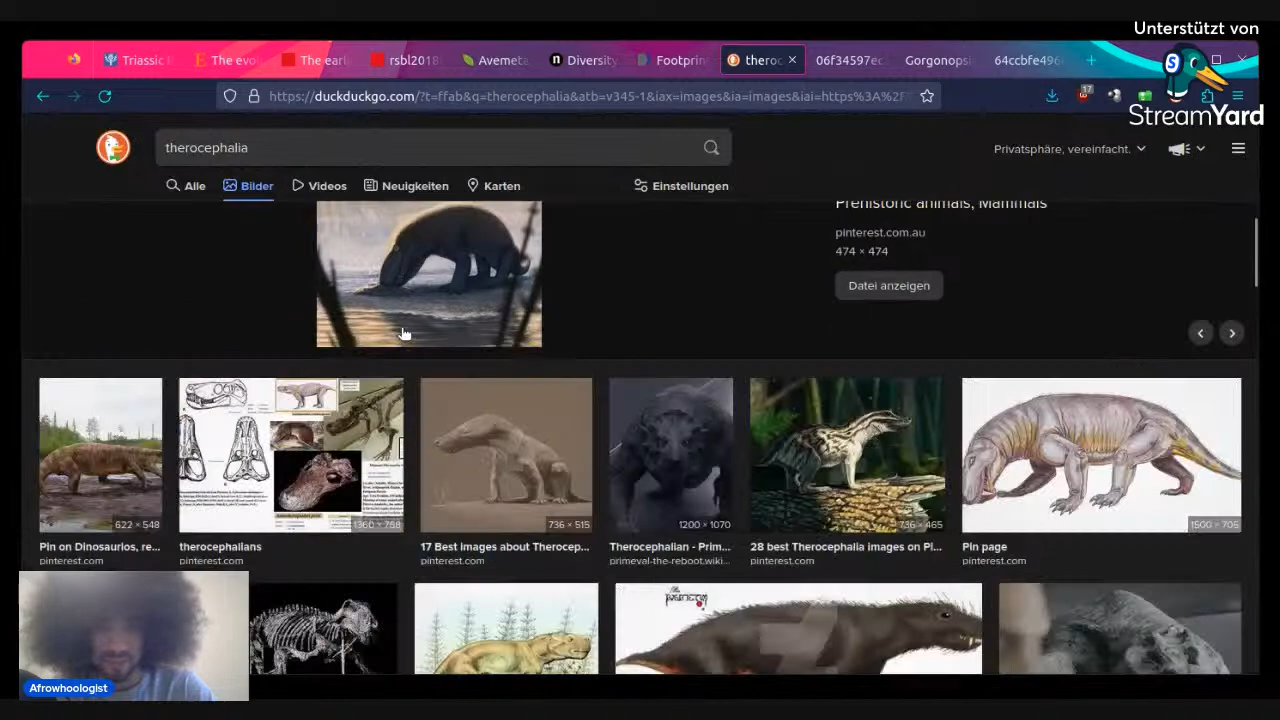 Unterstützt von
StreamYard
Triassic
The evo
The earl
rsbl2018
Avemeta
Diversity
Footprin
theroc
06f34597ec
Gorgonops
64ccbfe496
https://duckduckgo.com/?t=ffab&q=therocephalia&atb=v345-1&iax=images&ia=images&iai=https%3A%2F
17
therocephalia
Privatsphäre, vereinfacht.
Alle
Bilder
Videos
Neuigkeiten
Karten
Einstellungen
Prehistoric animals, Mammals
pinterest.com.au
474 × 474
Datei anzeigen
622 × 548
1360 × 768
736 × 515
1200 × 1070
736 × 465
1500 × 706
Pin on Dinosaurios, re...
therocephalians
17 Best images about Therocep...
Therocephalian - Prim...
28 best Therocephalia images on Pi...
Pin page
pinterest.com
pinterest.com
pinterest.com
primeval-the-reboot.wiki...
pinterest.com
pinterest.com
Afrowhoologist